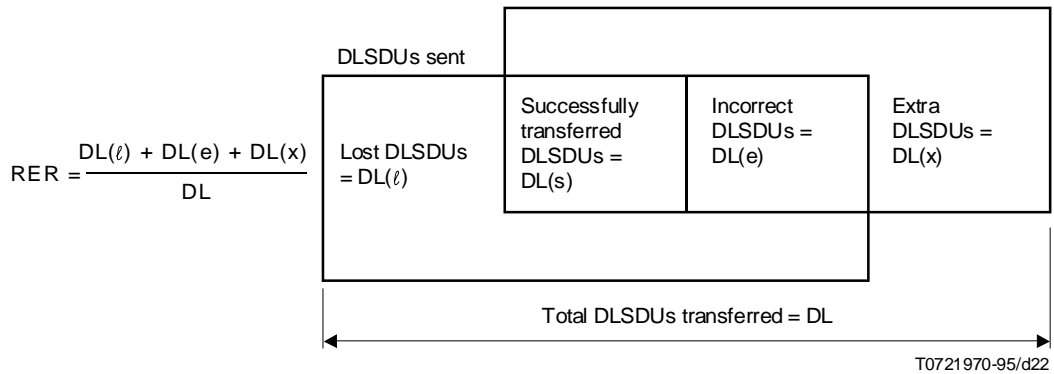 DLSDUs sent
RER = DL(ℓ) + DL(e) + DL(x)
DL
Lost DLSDUs
= DL(ℓ)
Successfully
transferred
DLSDUs =
DL(s)
Incorrect
DLSDUs =
DL(e)
Extra
DLSDUs =
DL(x)
Total DLSDUs transferred = DL
T0721970-95/d22